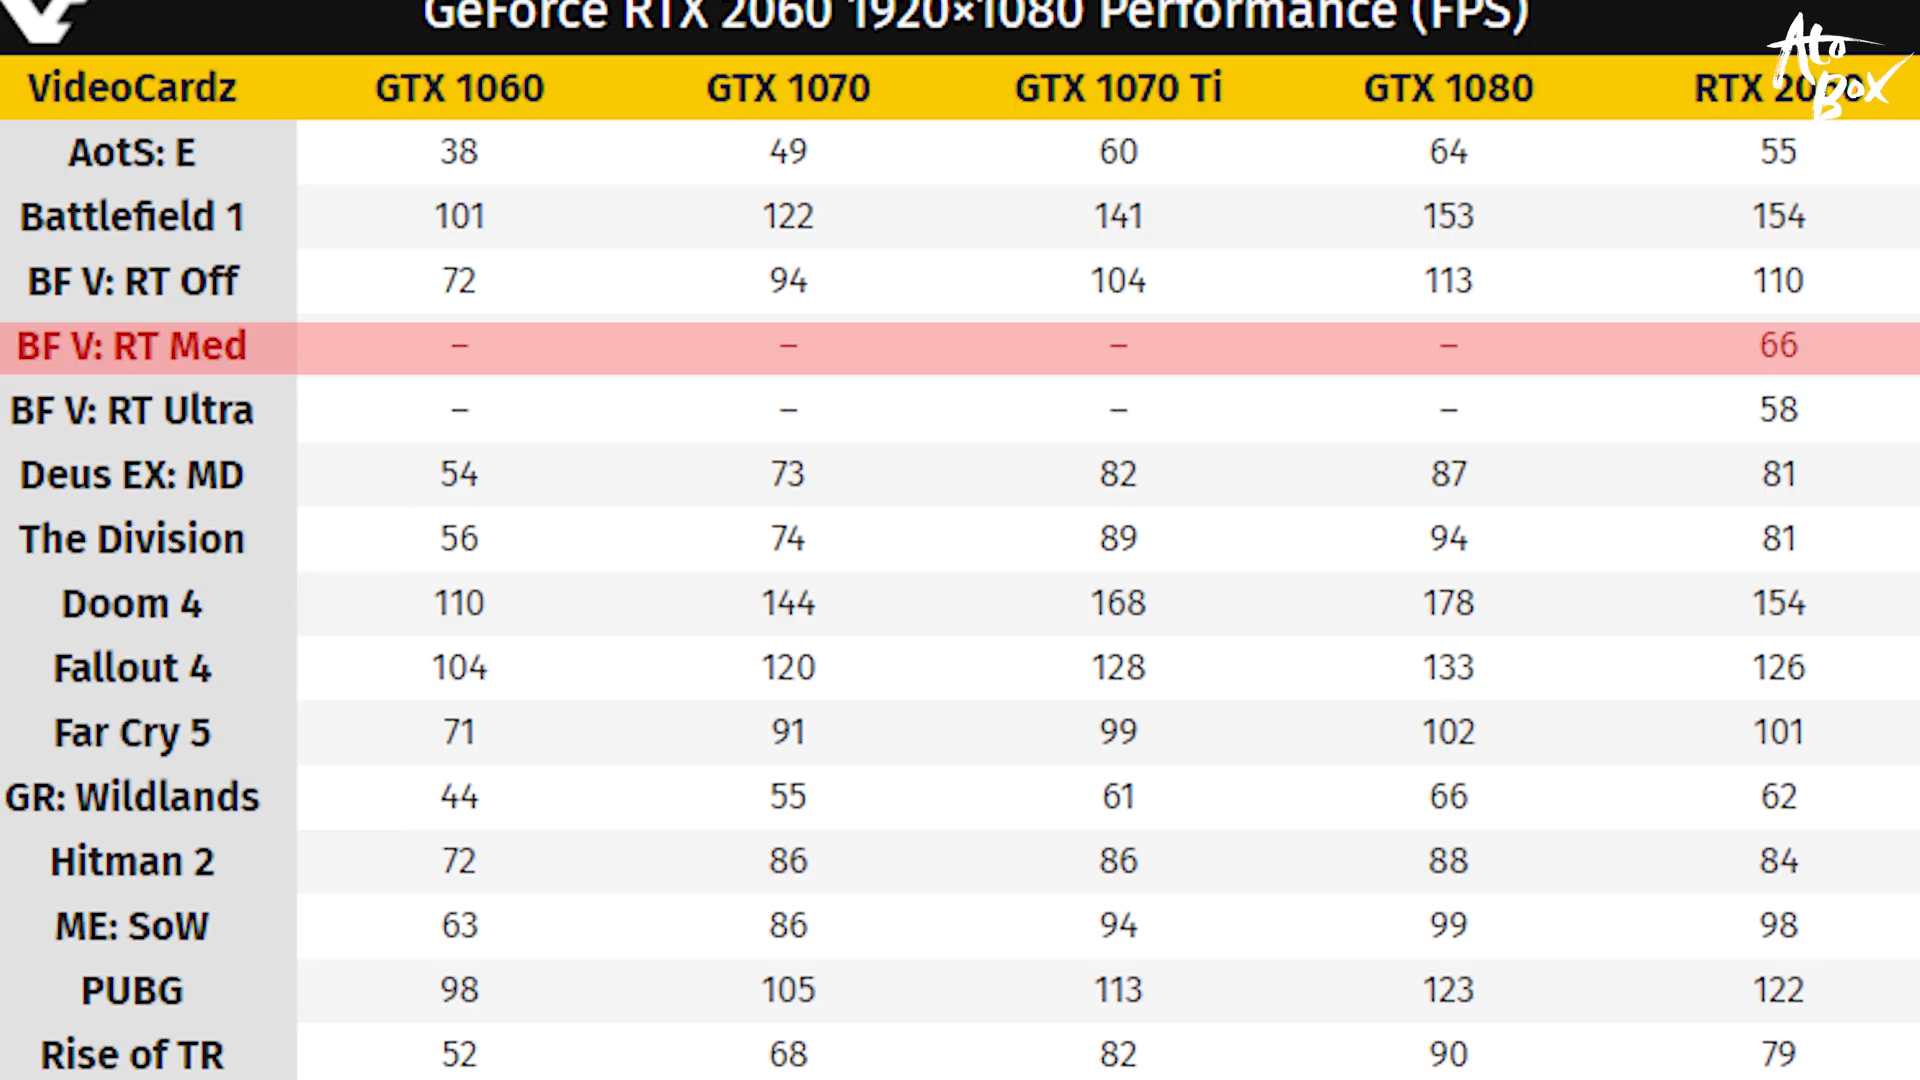 GeForce RTX 2060 1920×1080 Performance (FPS)
Ato
Box
VideoCardz GTX 1060 GTX 1070 GTX 1070 Ti GTX 1080 RTX 2060
AotS: E 38 49 60 64 55
Battlefield 1 101 122 141 153 154
BF V: RT Off 72 94 104 113 110
BF V: RT Med – – – – 66
BF V: RT Ultra – – – – 58
Deus EX: MD 54 73 82 87 81
The Division 56 74 89 94 81
Doom 4 110 144 168 178 154
Fallout 4 104 120 128 133 126
Far Cry 5 71 91 99 102 101
GR: Wildlands 44 55 61 66 62
Hitman 2 72 86 86 88 84
ME: SoW 63 86 94 99 98
PUBG 98 105 113 123 122
Rise of TR 52 68 82 90 79